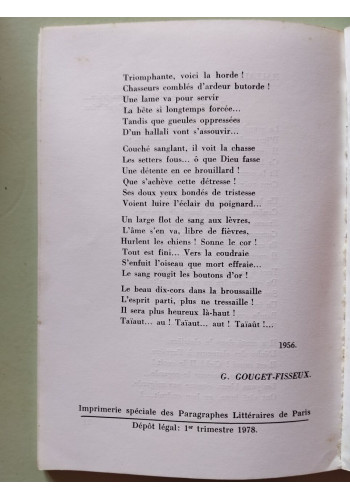 Triomphante, voici la horde !
Chasseurs comblés d'ardeur butorde !
Une lame va pour servir
La bête si longtemps forcée...
Tandis que gueules oppressées
D'un hallali vont s'assouvir...
Couché sanglant, il voit la chasse
Les setters fous... ô que Dieu fasse
Une détente en ce brouillard !
Que s'achève cette détresse !
Ses doux yeux bondés de tristesse
Voient luire l'éclair du poignard...
Un large flot de sang aux lèvres,
L'âme s'en va, libre de fièvres,
Hurlent les chiens ! Sonne le cor !
Tout est fini... Vers la coudraie
S'enfuit l'oiseau que mort effraie...
Le sang rougit les boutons d'or !
Le beau dix-cors dans la broussaille
L'esprit parti, plus ne tressaille !
Il sera plus heureux là-haut !
Taïaut... au ! Taïaut... aut ! Taïaût !...
1956.
G. GOUGET-FISSEUX.
Imprimerie spéciale des Paragraphes Littéraires de Paris
Dépôt légal: 1er trimestre 1978.